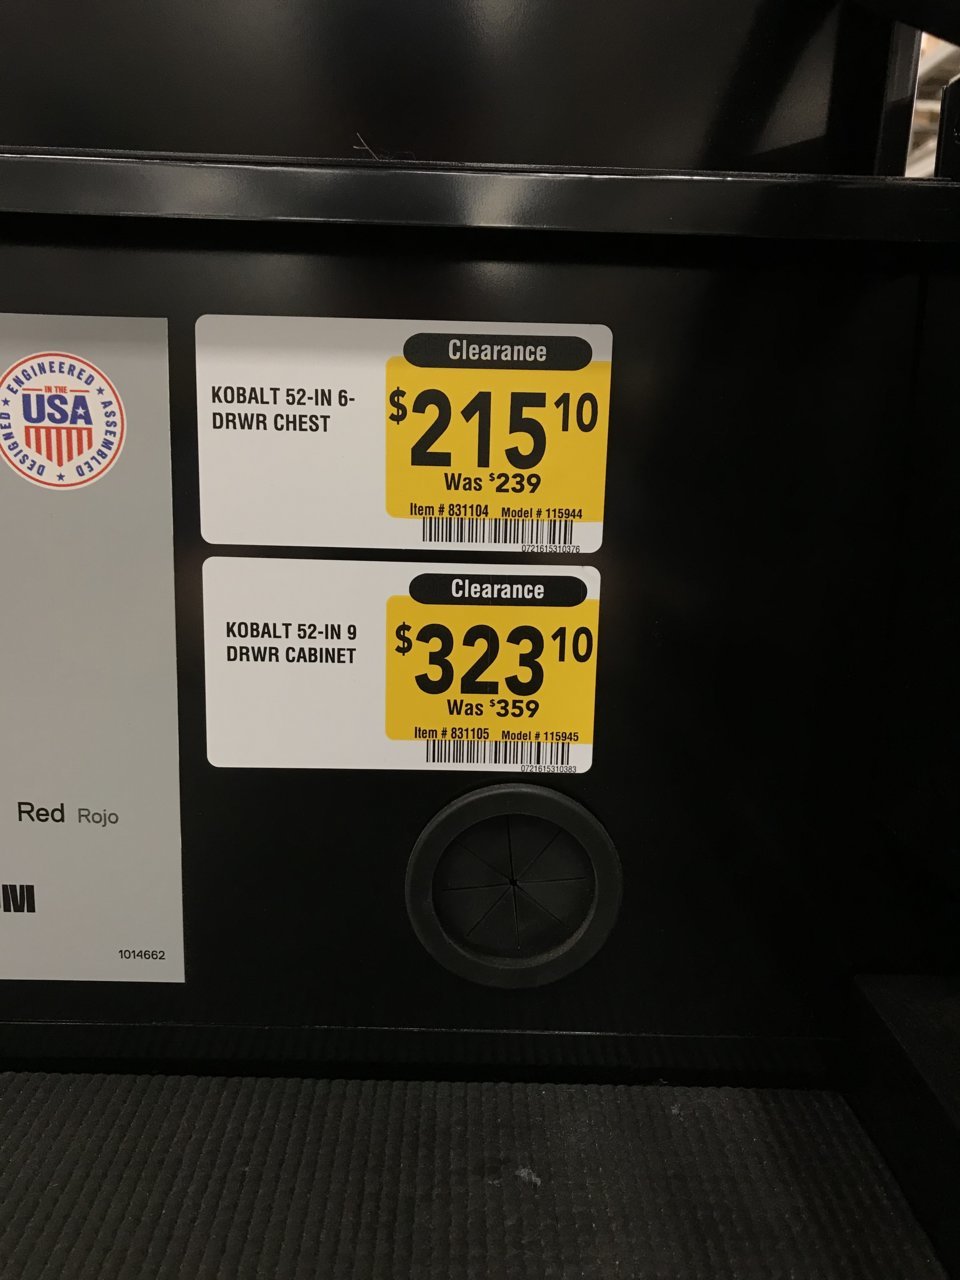 DESIGNED ★ ENGINEERED ★ ASSEMBLED ★
IN THE
USA
Red Rojo
M
1014662
Clearance
KOBALT 52-IN 6-
DRWR CHEST
$215 10
Was $239
Item # 831104 Model # 115944
0721615310376
Clearance
KOBALT 52-IN 9
DRWR CABINET
$323 10
Was $359
Item # 831105 Model # 115945
0721615310383